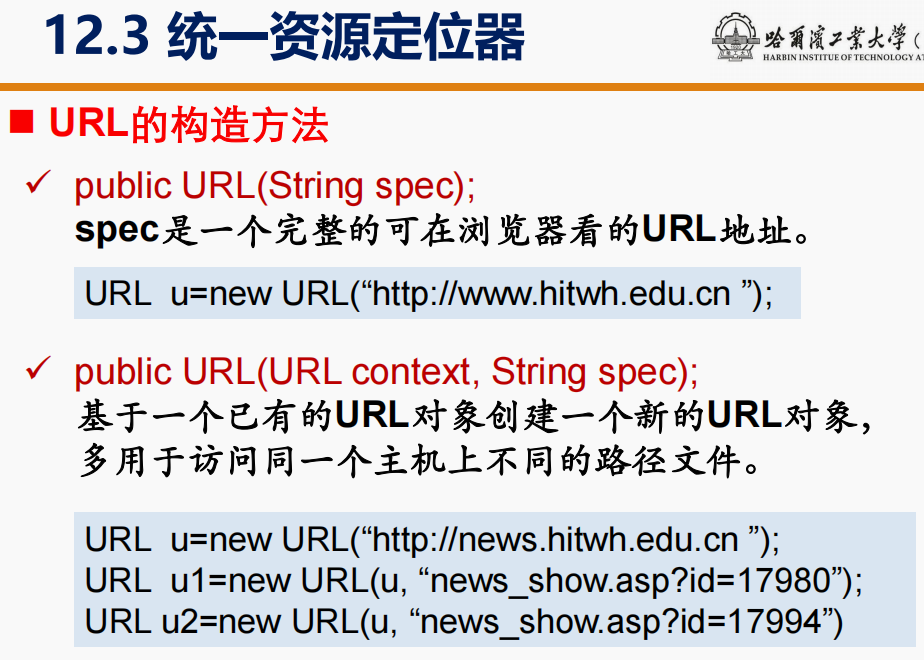 12.3 统一资源定位器
哈爾濱工業大學(
HARBIN INSTITUE OF TECHNOLOGY AT
URL的构造方法
public URL(String spec);
spec是一个完整的可在浏览器看的URL地址。
URL  u=new URL(“http://www.hitwh.edu.cn ”);
public URL(URL context, String spec);
基于一个已有的URL对象创建一个新的URL对象，
多用于访问同一个主机上不同的路径文件。
URL  u=new URL(“http://news.hitwh.edu.cn ”);
URL  u1=new URL(u, “news_show.asp?id=17980”);
URL u2=new URL(u, “news_show.asp?id=17994”)